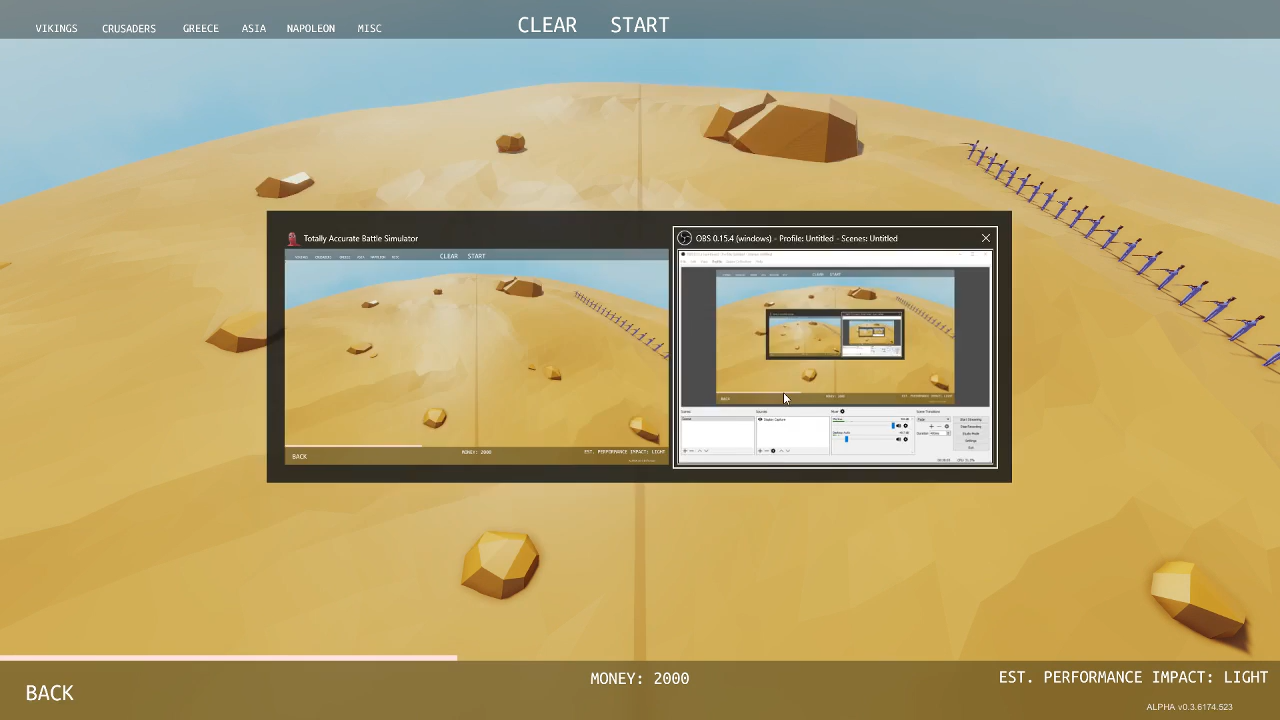 VIKINGS CRUSADERS GREECE ASIA NAPOLEON MISC CLEAR START
Totally Accurate Battle Simulator
OBS 0.15.4 (windows) - Profile: Untitled - Scenes: Untitled
CLEAR START
BACK
MONEY: 2000
EST. PERFORMANCE IMPACT: LIGHT
BACK
MONEY: 2000
EST. PERFORMANCE IMPACT: LIGHT
ALPHA v0.3.6174.523